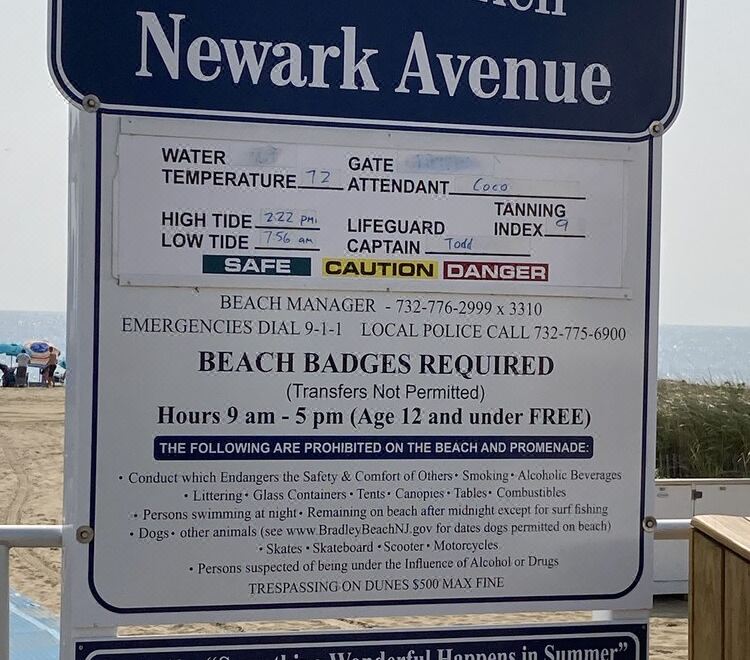 Newark Avenue
WATER
TEMPERATURE 72
GATE
ATTENDANT Coco
HIGH TIDE 2:22 pm
LOW TIDE 7:56 am
LIFEGUARD
CAPTAIN Todd
TANNING
INDEX 9
SAFE CAUTION DANGER
BEACH MANAGER - 732-776-2999 x 3310
EMERGENCIES DIAL 9-1-1 LOCAL POLICE CALL 732-775-6900
BEACH BADGES REQUIRED
(Transfers Not Permitted)
Hours 9 am - 5 pm (Age 12 and under FREE)
THE FOLLOWING ARE PROHIBITED ON THE BEACH AND PROMENADE:
• Conduct which Endangers the Safety & Comfort of Others • Smoking • Alcoholic Beverages
• Littering • Glass Containers • Tents • Canopies • Tables • Combustibles
• Persons swimming at night • Remaining on beach after midnight except for surf fishing
• Dogs • other animals (see www.BradleyBeachNJ.gov for dates dogs permitted on beach)
• Skates • Skateboard • Scooter • Motorcycles
• Persons suspected of being under the Influence of Alcohol or Drugs
TRESPASSING ON DUNES $500 MAX FINE
Wonderful Happens in Summer”